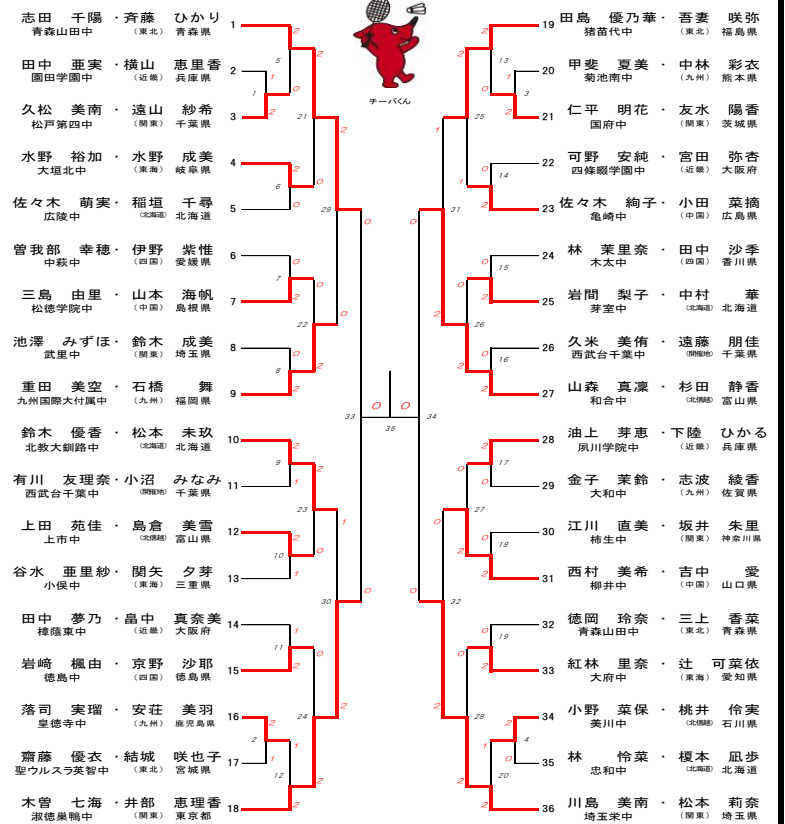 志田 千陽 ・ 斉藤 ひかり 1
青森山田中 （東北） 青森県
田中 亜実 ・ 横山 恵里香 2
園田学園中 （近畿） 兵庫県
久松 美南 ・ 遠山 紗希 3
松戸第四中 （関東） 千葉県
水野 裕加 ・ 水野 成美 4
大垣北中 （東海） 岐阜県
佐々木 萌実 ・ 稲垣 千尋 5
広陵中 （北海道） 北海道
曽我部 幸穂 ・ 伊野 紫惟 6
中萩中 （四国） 愛媛県
三島 由里 ・ 山本 海帆 7
松徳学院中 （中国） 島根県
池澤 みずほ ・ 鈴木 成美 8
武里中 （関東） 埼玉県
重田 美空 ・ 石橋 舞 9
九州国際大付属中 （九州） 福岡県
鈴木 優香 ・ 松本 未玖 10
北教大釧路中 （北海道） 北海道
有川 友理奈 ・ 小沼 みなみ 11
西武台千葉中 （開催地） 千葉県
上田 苑佳 ・ 島倉 美雪 12
上市中 （北信越） 富山県
谷水 亜里紗 ・ 関矢 夕芽 13
小俣中 （東海） 三重県
田中 夢乃 ・ 畠中 真奈美 14
樟蔭東中 （近畿） 大阪府
岩﨑 楓由 ・ 京野 沙耶 15
徳島中 （四国） 徳島県
落司 実瑠 ・ 安荘 美羽 16
皇徳寺中 （九州） 鹿児島県
齋藤 優衣 ・ 結城 咲也子 17
聖ウルスラ英智中 （東北） 宮城県
木曽 七海 ・ 井部 恵理香 18
淑徳巣鴨中 （関東） 東京都
チーバくん
19 田島 優乃華 ・ 吾妻 咲弥
猪苗代中 （東北） 福島県
20 甲斐 夏美 ・ 中林 彩衣
菊池南中 （九州） 熊本県
21 仁平 明花 ・ 友水 陽香
国府中 （関東） 茨城県
22 可野 安純 ・ 宮田 弥杏
四條畷学園中 （近畿） 大阪府
23 佐々木 絢子 ・ 小田 菜摘
亀崎中 （中国） 広島県
24 林 茉里奈 ・ 田中 沙季
木太中 （四国） 香川県
25 岩間 梨子 ・ 中村 華
芽室中 （北海道） 北海道
26 久米 美侑 ・ 遠藤 朋佳
西武台千葉中 （開催地） 千葉県
27 山森 真凜 ・ 杉田 静香
和合中 （北信越） 富山県
28 油上 芽恵 ・ 下陸 ひかる
夙川学院中 （近畿） 兵庫県
29 金子 茉鈴 ・ 志波 綾香
大和中 （九州） 佐賀県
30 江川 直美 ・ 坂井 朱里
柿生中 （関東） 神奈川県
31 西村 美希 ・ 吉中 愛
柳井中 （中国） 山口県
32 徳岡 玲奈 ・ 三上 香菜
青森山田中 （東北） 青森県
33 紅林 里奈 ・ 辻 可菜依
大府中 （東海） 愛知県
34 小野 菜保 ・ 桃井 伶実
美川中 （北信越） 石川県
35 林 怜菜 ・ 榎本 凪歩
忠和中 （北海道） 北海道
36 川島 美南 ・ 松本 莉奈
埼玉栄中 （関東） 埼玉県